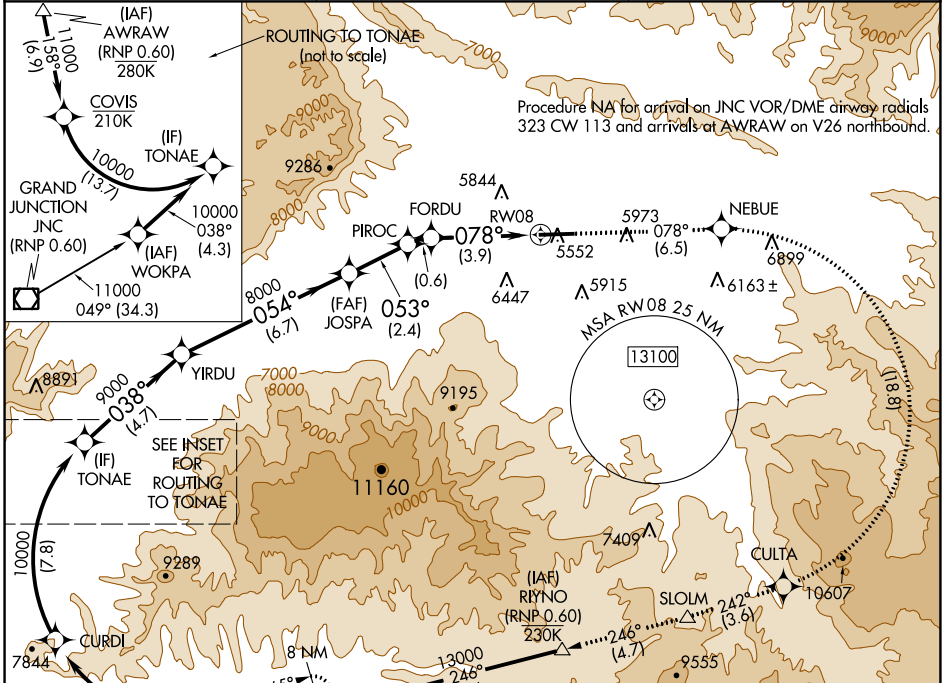 (IAF)
AWRAW
(RNP 0.60)
280K
11000
158°
(6.9)
ROUTING TO TONAE
(not to scale)
COVIS
210K
(IF)
TONAE
10000
(13.7)
GRAND
JUNCTION
JNC
(RNP 0.60)
10000
038°
(4.3)
(IAF)
WOKPA
11000
049° (34.3)
7000
9000
9000
8000
9286
Procedure NA for arrival on JNC VOR/DME airway radials
323 CW 113 and arrivals at AWRAW on V26 northbound.
5844
FORDU
PIROC
RW08
5973
NEBUE
078°
(3.9)
5552
078°
(6.5)
6899
(0.6)
8000
054°
(6.7)
(FAF)
JOSPA
053°
(2.4)
6447
5915
6163±
MSA RW08 25 NM
13100
YIRDU
7000
8000
9000
8891
9000
038°
(4.7)
9195
(18.8)
(IF)
TONAE
SEE INSET
FOR
ROUTING
TO TONAE
11160
10000
10000
(7.8)
9289
7409
CULTA
10607
(IAF)
RIYNO
(RNP 0.60)
230K
SLOLM
242°
(3.6)
246°
(4.7)
CURDI
7844
8 NM
13000
246°
9555